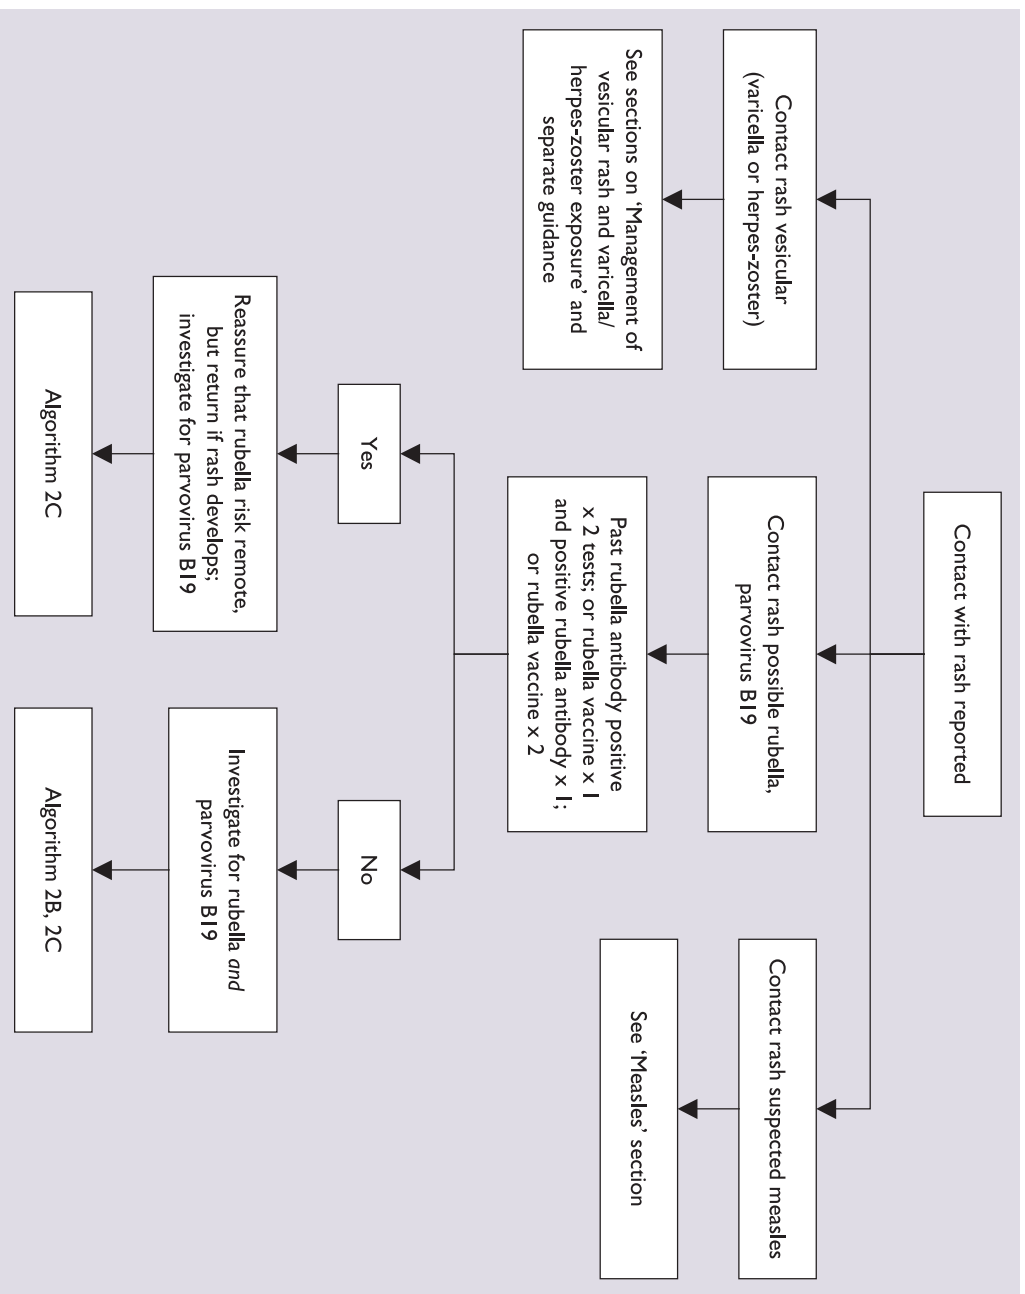 Contact with rash reported
Contact rash vesicular
(varicella or herpes-zoster)
Contact rash possible rubella,
parvovirus B19
Contact rash suspected measles
See sections on ‘Management of
vesicular rash and varicella/
herpes-zoster exposure’ and
separate guidance
Past rubella antibody positive
x 2 tests; or rubella vaccine x 1
and positive rubella antibody x 1;
or rubella vaccine x 2
See ‘Measles’ section
Yes
No
Reassure that rubella risk remote,
but return if rash develops;
investigate for parvovirus B19
Investigate for rubella and
parvovirus B19
Algorithm 2C
Algorithm 2B, 2C